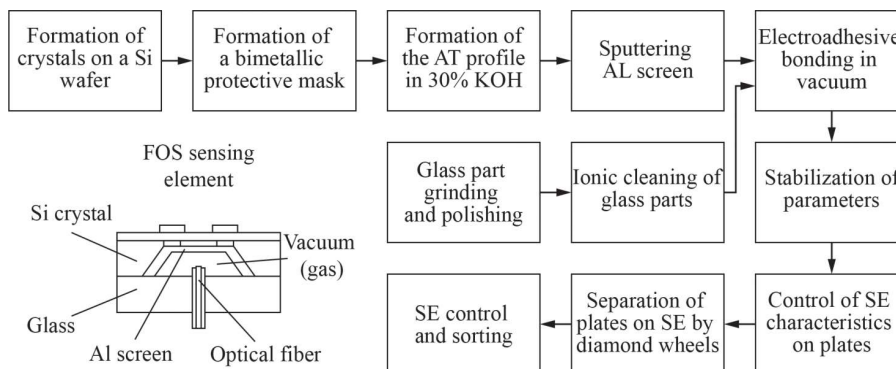 Formation of
crystals on a Si
wafer
Formation of
a bimetallic
protective mask
Formation of
the AT profile
in 30% KOH
Sputtering
AL screen
Electroadhesive
bonding in
vacuum
Glass part
grinding
and polishing
Ionic cleaning of
glass parts
Stabilization of
parameters
SE control
and sorting
Separation of
plates on SE by
diamond wheels
Control of SE
characteristics
on plates
FOS sensing
element
Si crystal
Vacuum
(gas)
Glass
Al screen
Optical fiber